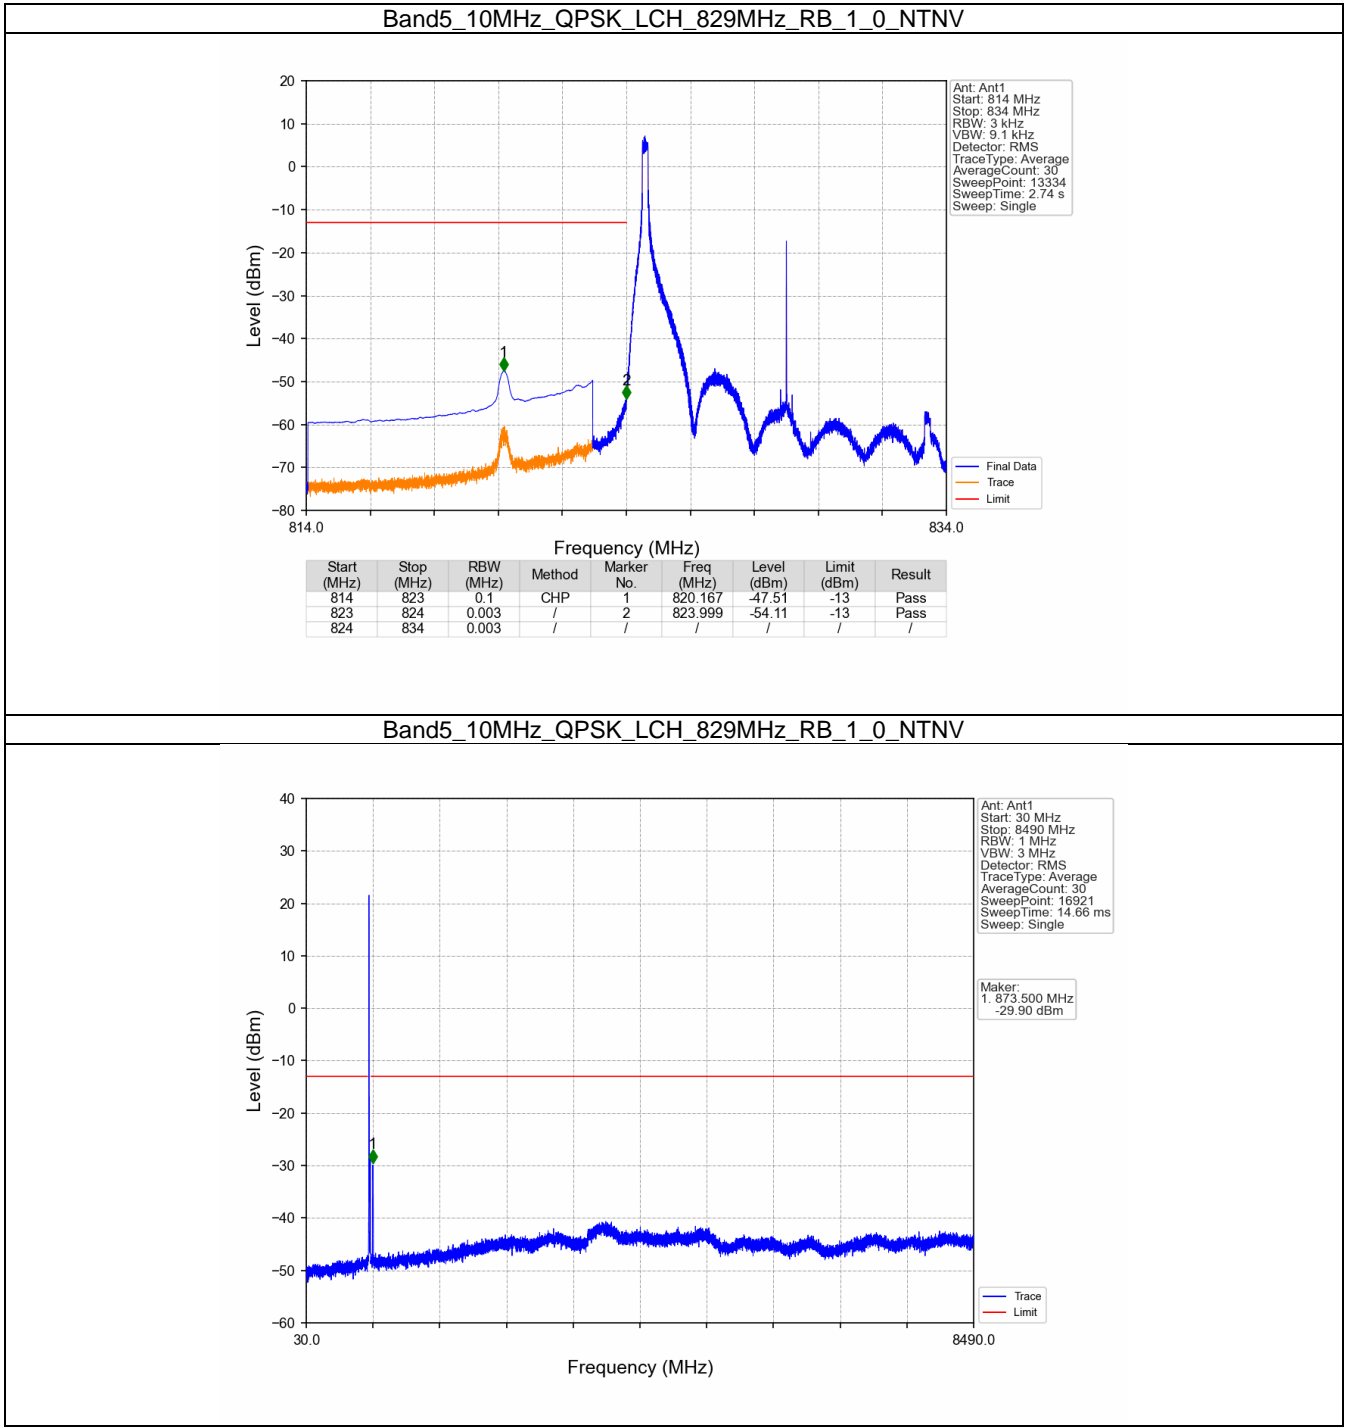 Band5_10MHz_QPSK_LCH_829MHz_RB_1_0_NTNV
20
10
0
−10
−20
−30
−40
−50
−60
−70
−80
Level (dBm)
814.0
834.0
Frequency (MHz)
1
2
Ant: Ant1
Start: 814 MHz
Stop: 834 MHz
RBW: 3 kHz
VBW: 9.1 kHz
Detector: RMS
TraceType: Average
AverageCount: 30
SweepPoint: 13334
SweepTime: 2.74 s
Sweep: Single
Final Data
Trace
Limit
Start (MHz) Stop (MHz) RBW (MHz) Method Marker No. Freq (MHz) Level (dBm) Limit (dBm) Result
814 823 0.1 CHP 1 820.167 -47.51 -13 Pass
823 824 0.003 / 2 823.999 -54.11 -13 Pass
824 834 0.003 / / / / / /
Band5_10MHz_QPSK_LCH_829MHz_RB_1_0_NTNV
40
30
20
10
0
−10
−20
−30
−40
−50
−60
Level (dBm)
30.0
8490.0
Frequency (MHz)
1
Ant: Ant1
Start: 30 MHz
Stop: 8490 MHz
RBW: 1 MHz
VBW: 3 MHz
Detector: RMS
TraceType: Average
AverageCount: 30
SweepPoint: 16921
SweepTime: 14.66 ms
Sweep: Single
Maker:
1. 873.500 MHz
-29.90 dBm
Trace
Limit